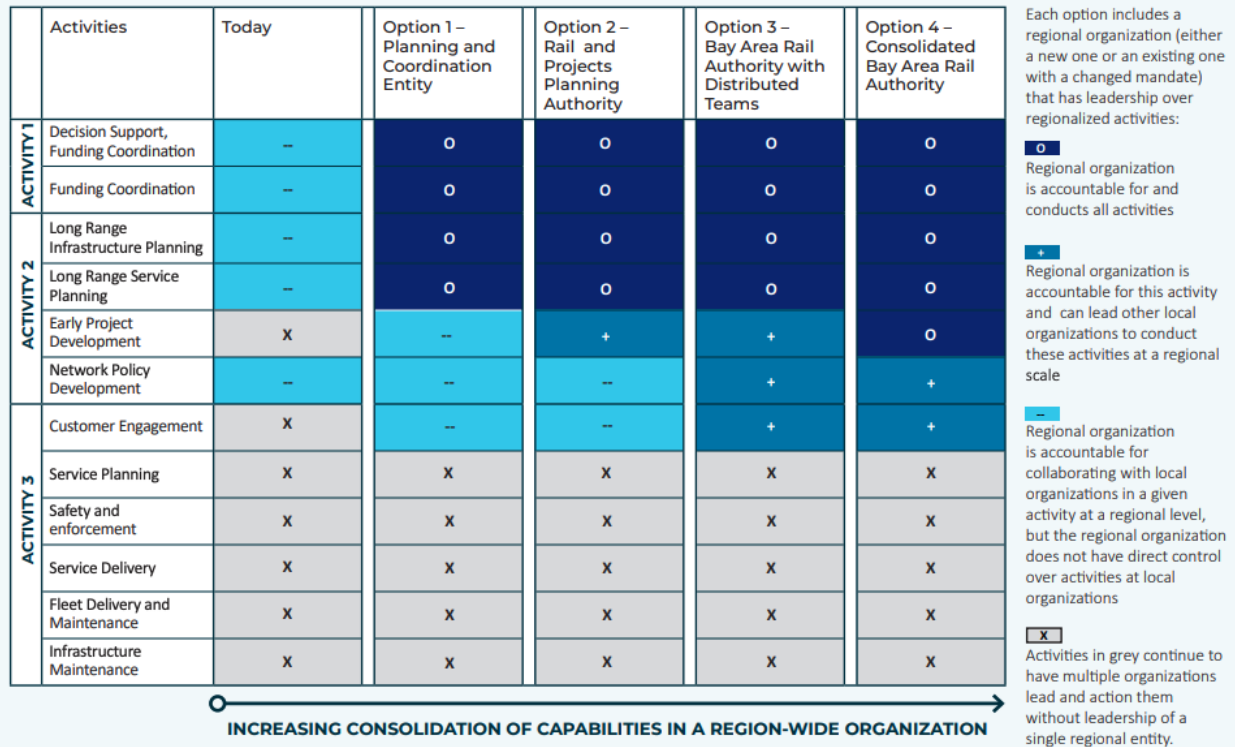 Activities
Today
Option 1 –
Planning and
Coordination
Entity
Option 2 –
Rail and
Projects
Planning
Authority
Option 3 –
Bay Area Rail
Authority with
Distributed
Teams
Option 4 –
Consolidated
Bay Area Rail
Authority
ACTIVITY 1
Decision Support,
Funding Coordination
-- O O O O
Funding Coordination
-- O O O O
ACTIVITY 2
Long Range
Infrastructure Planning
-- O O O O
Long Range Service
Planning
-- O O O O
Early Project
Development
X -- + + O
Network Policy
Development
-- -- -- + +
ACTIVITY 3
Customer Engagement
X -- -- + +
Service Planning
X X X X X
Safety and
enforcement
X X X X X
Service Delivery
X X X X X
Fleet Delivery and
Maintenance
X X X X X
Infrastructure
Maintenance
X X X X X
INCREASING CONSOLIDATION OF CAPABILITIES IN A REGION-WIDE ORGANIZATION
Each option includes a
regional organization (either
a new one or an existing one
with a changed mandate)
that has leadership over
regionalized activities:
O
Regional organization
is accountable for and
conducts all activities
+
Regional organization is
accountable for this activity
and can lead other local
organizations to conduct
these activities at a regional
scale
--
Regional organization
is accountable for
collaborating with local
organizations in a given
activity at a regional level,
but the regional organization
does not have direct control
over activities at local
organizations
X
Activities in grey continue to
have multiple organizations
lead and action them
without leadership of a
single regional entity.